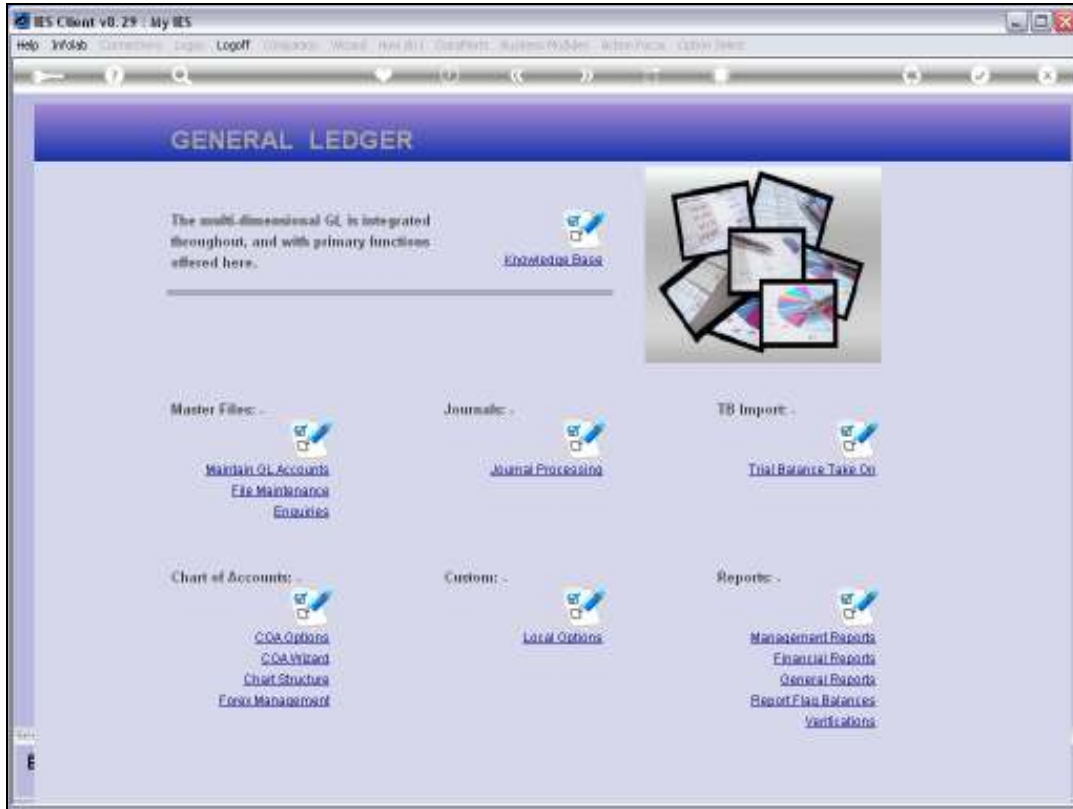 IES Client v8.29 : My IES
Help Infolab Logoff
GENERAL LEDGER
The multi-dimensional GL is integrated
throughout, and with primary functions
offered here.
Knowledge Base
Master Files: -
Journals: -
TB Import: -
Maintain GL Accounts
File Maintenance
Enquiries
Journal Processing
Trial Balance Take On
Chart of Accounts: -
Custom: -
Reports: -
COA Options
COA Wizard
Chart Structure
Forex Management
Local Options
Management Reports
Financial Reports
General Reports
Report Flag Balances
Verifications